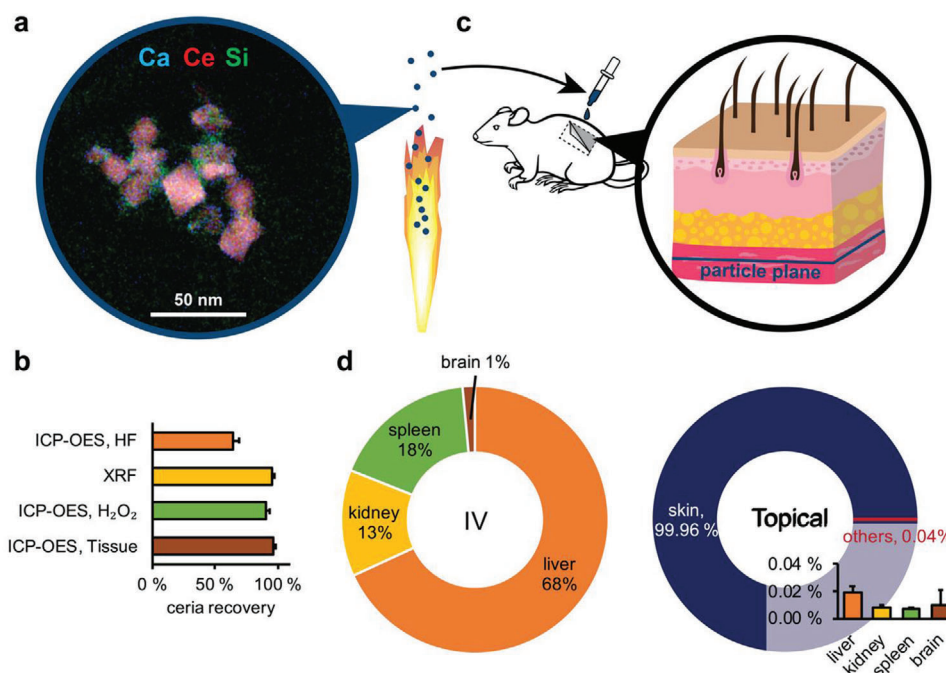 a
Ca Ce Si
50 nm
c
particle plane
b
ICP-OES, HF
XRF
ICP-OES, H₂O₂
ICP-OES, Tissue
0 %
50 %
100 %
ceria recovery
d
brain 1%
spleen
18%
kidney
13%
IV
liver
68%
skin,
99.96 %
Topical
others, 0.04%
0.04 %
0.02 %
0.00 %
liver
kidney
spleen
brain